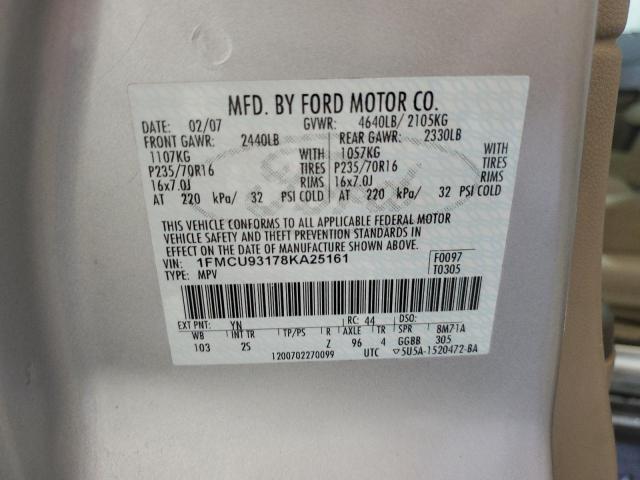 MFD. BY FORD MOTOR CO.
DATE: 02/07 GVWR: 4640LB/ 2105KG
FRONT GAWR: 2440LB REAR GAWR: 2330LB
1107KG WITH 1057KG WITH
P235/70R16 TIRES P235/70R16 TIRES
16x7.0J RIMS 16x7.0J RIMS
AT 220 kPa/ 32 PSI COLD AT 220 kPa/ 32 PSI COLD
THIS VEHICLE CONFORMS TO ALL APPLICABLE FEDERAL MOTOR
VEHICLE SAFETY AND THEFT PREVENTION STANDARDS IN
EFFECT ON THE DATE OF MANUFACTURE SHOWN ABOVE.
VIN: 1FMCU93178KA25161 F0097
TYPE: MPV T0305
EXT PNT: YN RC: 44 DSO:
WB INT TR TP/PS R AXLE TR SPR 8M71A
103 25 Z 96 4 GGBB 305
1200702270099 UTC ▽5U5A-1520472-BA